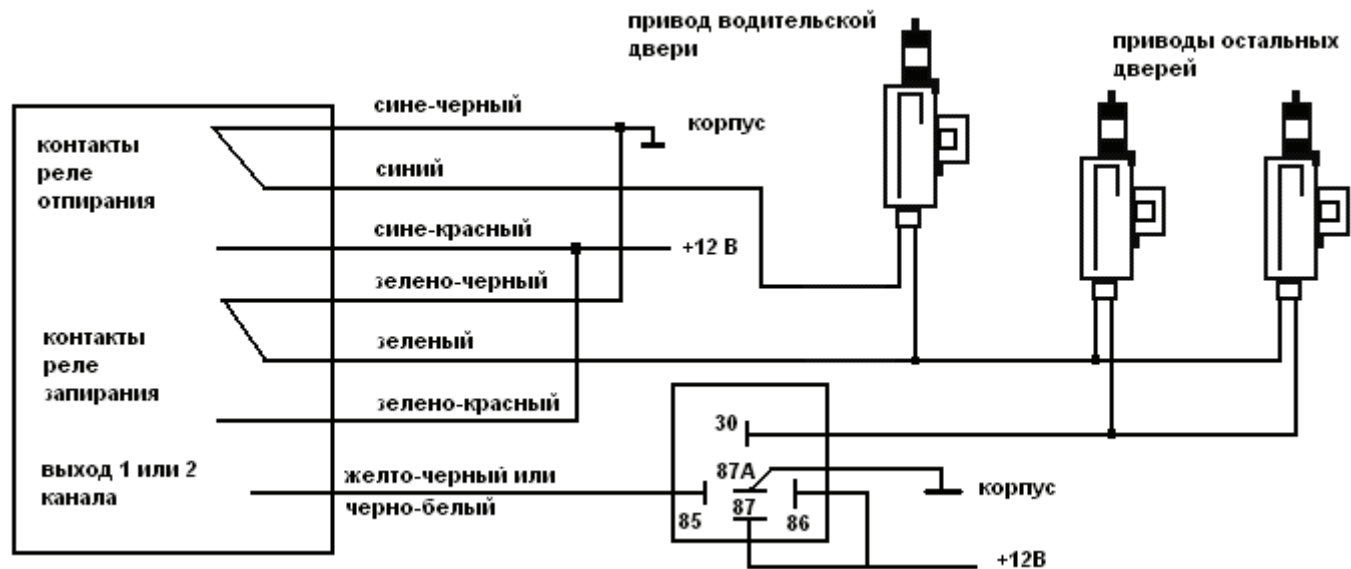 привод водительской
двери
приводы остальных
дверей
сине-черный
корпус
контакты
реле
отпирания
синий
сине-красный
+12 В
зелено-черный
контакты
реле
запирания
зеленый
зелено-красный
30
выход 1 или 2
канала
желто-черный или
черно-белый
87А
корпус
85
87
86
+12В